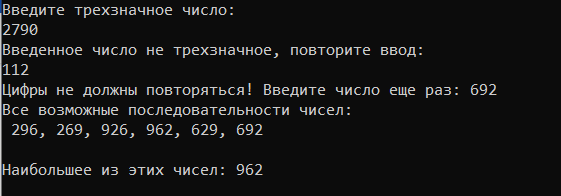 Введите трехзначное число:
2790
Введенное число не трехзначное, повторите ввод:
112
Цифры не должны повторяться! Введите число еще раз: 692
Все возможные последовательности чисел:
296, 269, 926, 962, 629, 692
Наибольшее из этих чисел: 962